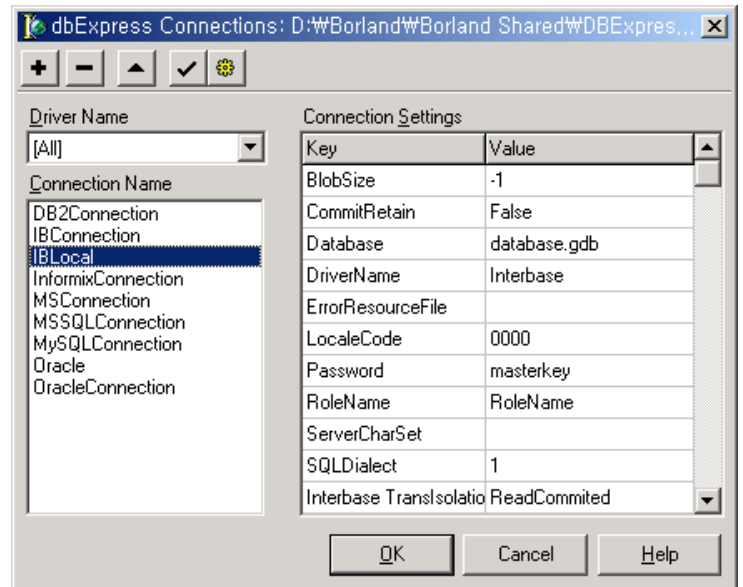 dbExpress Connections: D:₩Borland₩Borland Shared₩DBExpres...
Driver Name
[All]
Connection Name
DB2Connection
IBConnection
IBLocal
InformixConnection
MSConnection
MSSQLConnection
MySQLConnection
Oracle
OracleConnection
Connection Settings
Key Value
BlobSize -1
CommitRetain False
Database database.gdb
DriverName Interbase
ErrorResourceFile
LocaleCode 0000
Password masterkey
RoleName RoleName
ServerCharSet
SQLDialect 1
Interbase TransIsolatio ReadCommited
OK Cancel Help